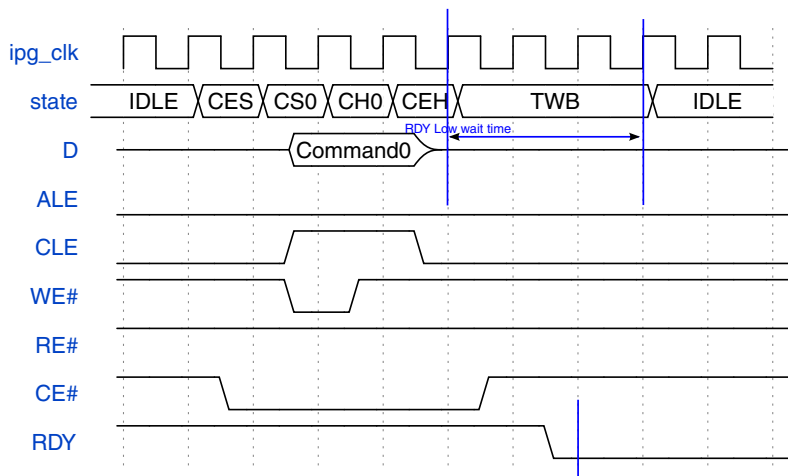 ipg_clk
state IDLE CES CS0 CH0 CEH TWB IDLE
RDY Low wait time
D Command0
ALE
CLE
WE#
RE#
CE#
RDY